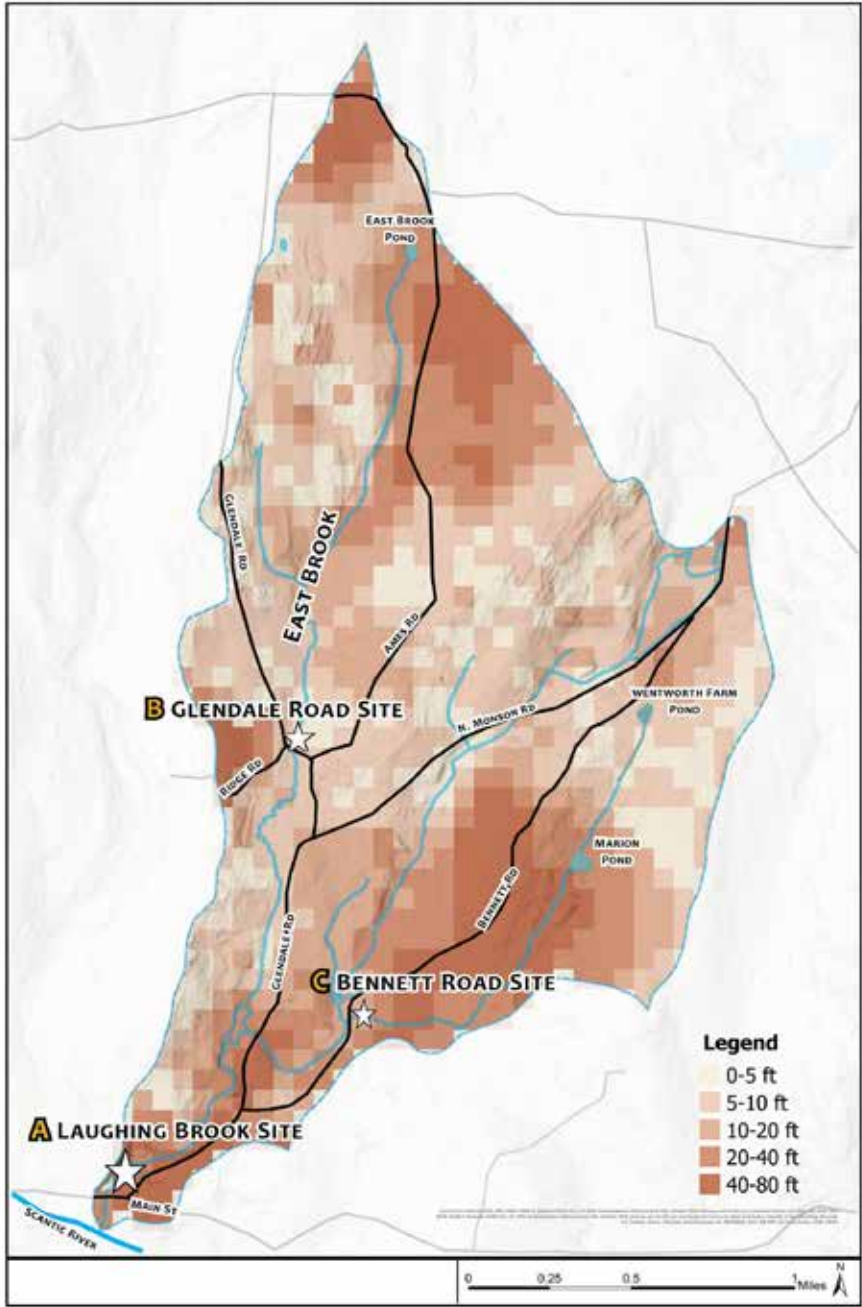 EAST BROOK
POND
GLENDALE RD
EAST BROOK
AMES RD
B GLENDALE ROAD SITE
N. MONSON RD
WENTWORTH FARM
POND
RIDGE RD
MARION
POND
BENNETT RD
GLENDALE RD
C BENNETT ROAD SITE
Legend
0-5 ft
5-10 ft
10-20 ft
20-40 ft
40-80 ft
A LAUGHING BROOK SITE
MAIN ST
SCANTIC RIVER
0 0.25 0.5 1 Miles
N